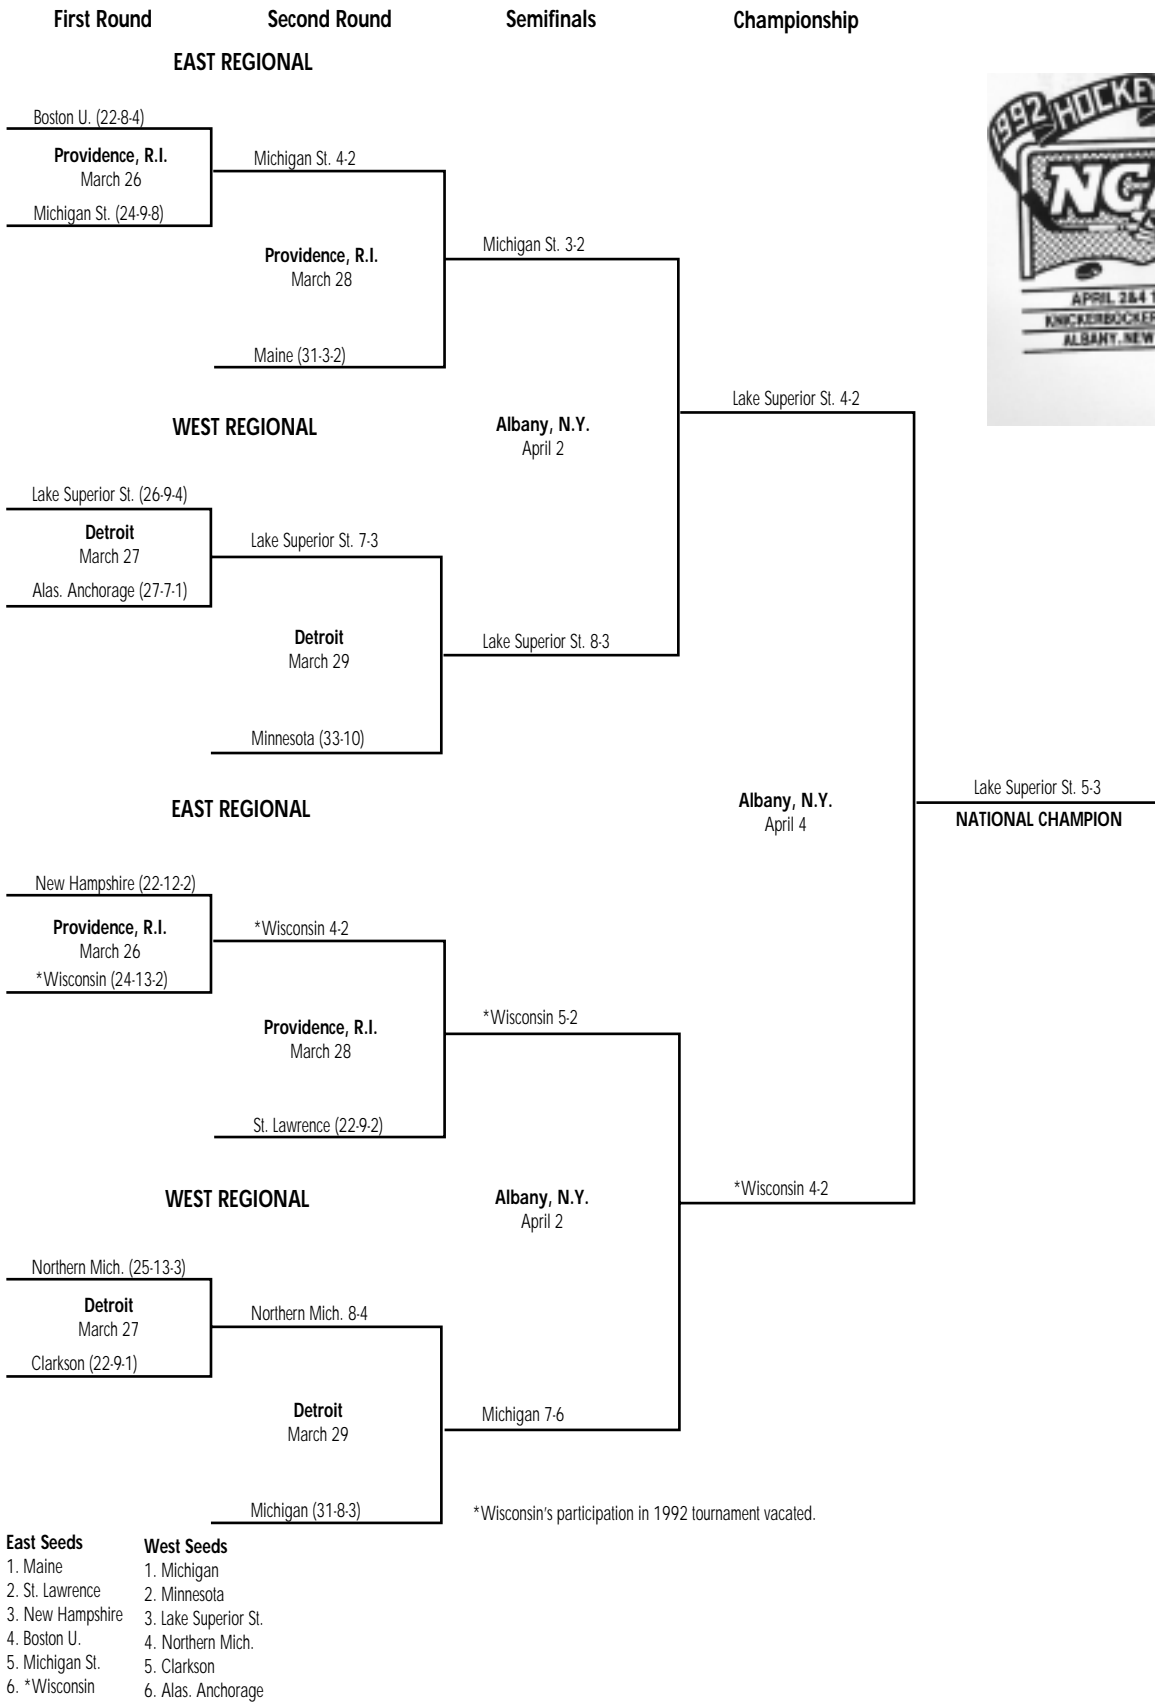 First Round Second Round Semifinals Championship
EAST REGIONAL
Boston U. (22-8-4)
Providence, R.I.
March 26
Michigan St. (24-9-8)
Michigan St. 4-2
Providence, R.I.
March 28
Maine (31-3-2)
Michigan St. 3-2
WEST REGIONAL
Lake Superior St. (26-9-4)
Detroit
March 27
Alas. Anchorage (27-7-1)
Lake Superior St. 7-3
Detroit
March 29
Minnesota (33-10)
Lake Superior St. 8-3
Albany, N.Y.
April 2
Lake Superior St. 4-2
EAST REGIONAL
New Hampshire (22-12-2)
Providence, R.I.
March 26
*Wisconsin (24-13-2)
*Wisconsin 4-2
Providence, R.I.
March 28
St. Lawrence (22-9-2)
*Wisconsin 5-2
WEST REGIONAL
Northern Mich. (25-13-3)
Detroit
March 27
Clarkson (22-9-1)
Northern Mich. 8-4
Detroit
March 29
Michigan (31-8-3)
Michigan 7-6
Albany, N.Y.
April 2
*Wisconsin 4-2
Albany, N.Y.
April 4
Lake Superior St. 5-3
NATIONAL CHAMPION
1992 HOCKEY
APRIL 2&4
ALBANY, NEW
*Wisconsin's participation in 1992 tournament vacated.
East Seeds
1. Maine
2. St. Lawrence
3. New Hampshire
4. Boston U.
5. Michigan St.
6. *Wisconsin
West Seeds
1. Michigan
2. Minnesota
3. Lake Superior St.
4. Northern Mich.
5. Clarkson
6. Alas. Anchorage